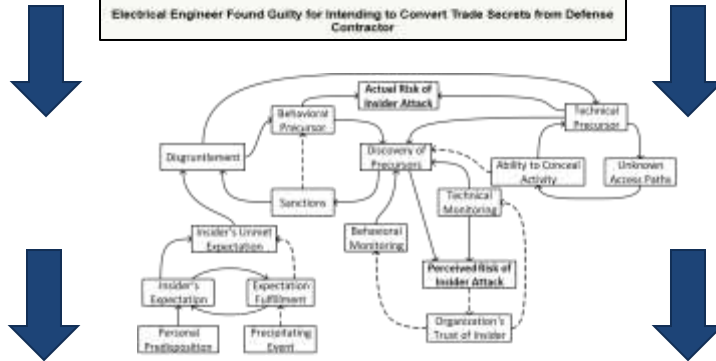 Electrical Engineer Found Guilty for Intending to Convert Trade Secrets from Defense
Contractor
Actual Risk of
Insider Attack
Behavioral
Precursor
Technical
Precursor
Disgruntlement
Discovery of
Precursors
Ability to Conceal
Activity
Unknown
Access Paths
Sanctions
Technical
Monitoring
Insider's Unmet
Expectation
Behavioral
Monitoring
Perceived Risk of
Insider Attack
Insider's
Expectation
Expectation
Fulfillment
Organization's
Trust of Insider
Personal
Predisposition
Precipitating
Event